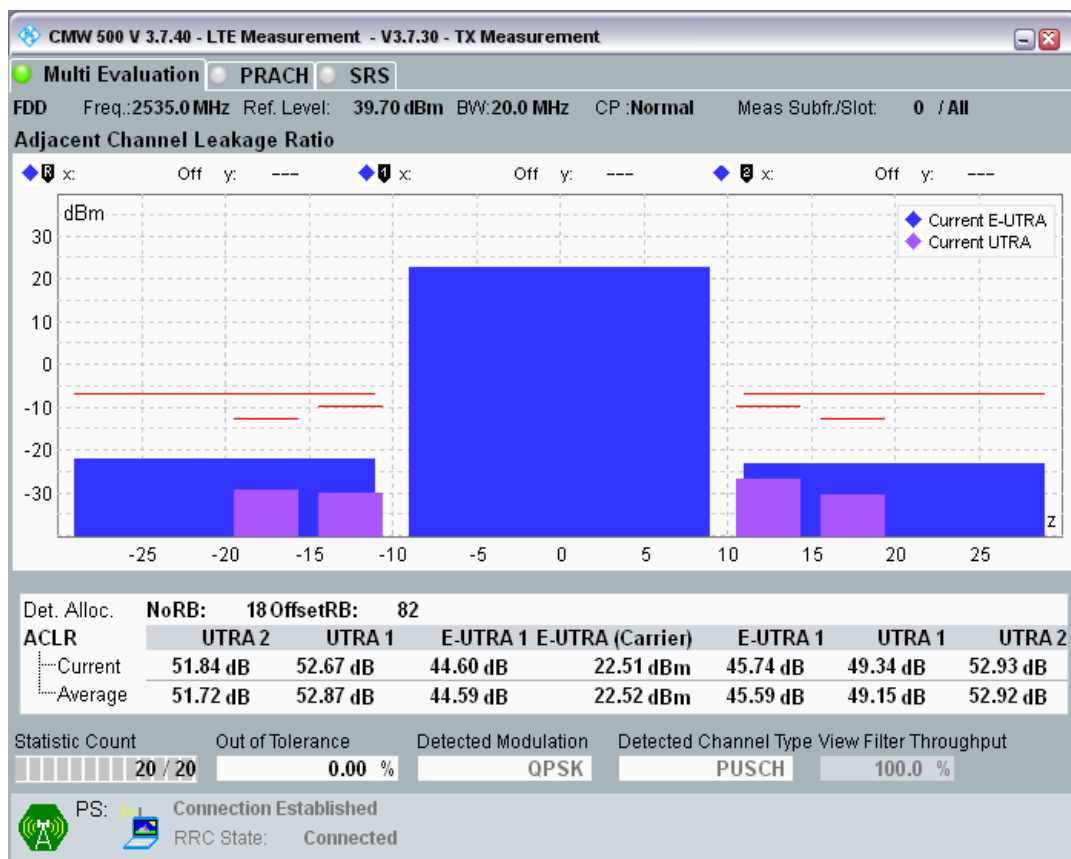 CMW 500 V 3.7.40 - LTE Measurement - V3.7.30 - TX Measurement
Multi Evaluation PRACH SRS
FDD Freq.:2535.0 MHz Ref. Level: 39.70 dBm BW:20.0 MHz CP :Normal Meas Subfr./Slot: 0 / All
Adjacent Channel Leakage Ratio
R x: Off y: --- 1 x: Off y: --- 2 x: Off y: ---
dBm
Current E-UTRA
Current UTRA
30
20
10
0
-10
-20
-30
z
-25 -20 -15 -10 -5 0 5 10 15 20 25
Det. Alloc. NoRB: 18 OffsetRB: 82
ACLR UTRA 2 UTRA 1 E-UTRA 1 E-UTRA (Carrier) E-UTRA 1 UTRA 1 UTRA 2
Current 51.84 dB 52.67 dB 44.60 dB 22.51 dBm 45.74 dB 49.34 dB 52.93 dB
Average 51.72 dB 52.87 dB 44.59 dB 22.52 dBm 45.59 dB 49.15 dB 52.92 dB
Statistic Count Out of Tolerance Detected Modulation Detected Channel Type View Filter Throughput
20 / 20 0.00 % QPSK PUSCH 100.0 %
PS: Connection Established
RRC State: Connected